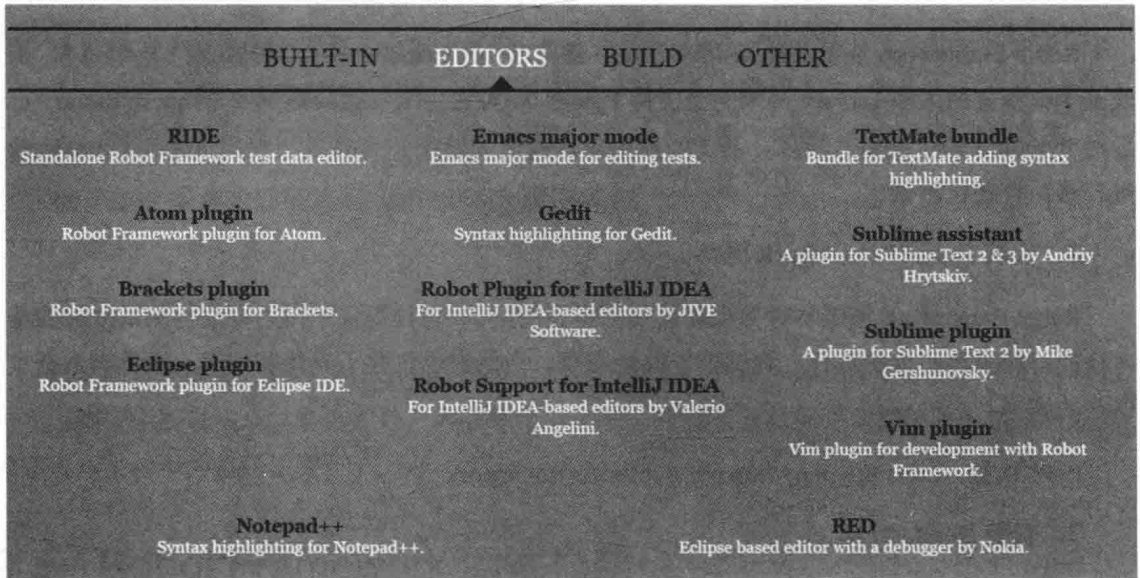 BUILT-IN EDITORS BUILD OTHER
RIDE
Standalone Robot Framework test data editor.
Atom plugin
Robot Framework plugin for Atom.
Brackets plugin
Robot Framework plugin for Brackets.
Eclipse plugin
Robot Framework plugin for Eclipse IDE.
Emacs major mode
Emacs major mode for editing tests.
Gedit
Syntax highlighting for Gedit.
Robot Plugin for IntelliJ IDEA
For IntelliJ IDEA-based editors by JIVE
Software.
Robot Support for IntelliJ IDEA
For IntelliJ IDEA-based editors by Valerio
Angelini.
TextMate bundle
Bundle for TextMate adding syntax
highlighting.
Sublime assistant
A plugin for Sublime Text 2 & 3 by Andriy
Hrytskiv.
Sublime plugin
A plugin for Sublime Text 2 by Mike
Gershunovsky.
Vim plugin
Vim plugin for development with Robot
Framework.
Notepad++
Syntax highlighting for Notepad++.
RED
Eclipse based editor with a debugger by Nokia.